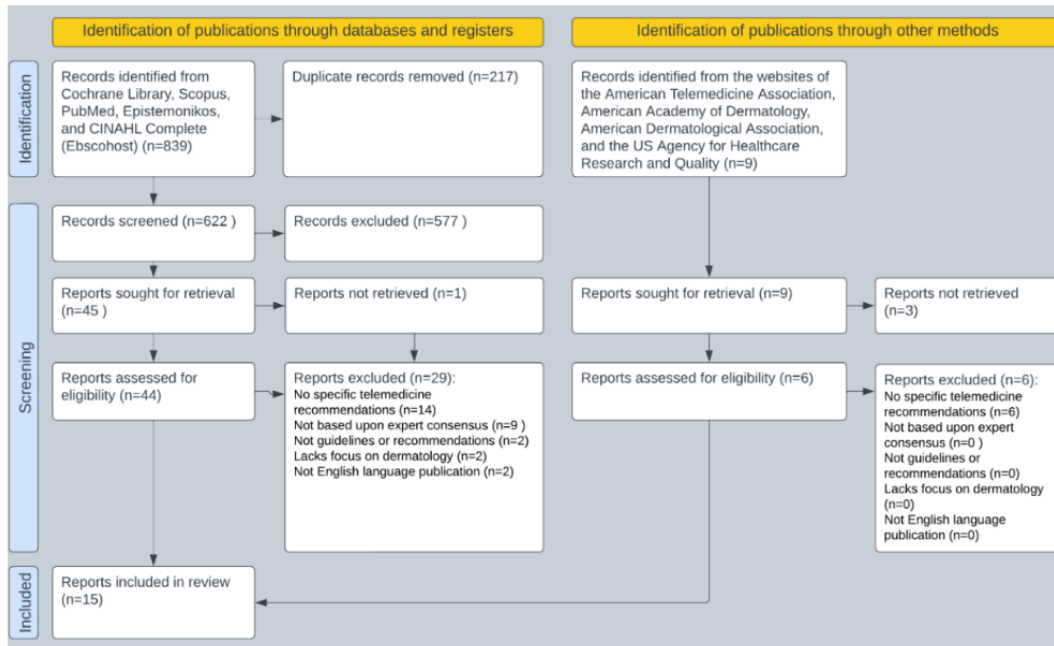 Identification of publications through databases and registers
Identification of publications through other methods
Identification
Records identified from
Cochrane Library, Scopus,
PubMed, Epistemonikos,
and CINAHL Complete
(Ebscohost) (n=839)
Duplicate records removed (n=217)
Records identified from the websites of
the American Telemedicine Association,
American Academy of Dermatology,
American Dermatological Association,
and the US Agency for Healthcare
Research and Quality (n=9)
Screening
Records screened (n=622 )
Records excluded (n=577 )
Reports sought for retrieval
(n=45 )
Reports not retrieved (n=1)
Reports sought for retrieval (n=9)
Reports not retrieved
(n=3)
Reports assessed for
eligibility (n=44)
Reports excluded (n=29):
No specific telemedicine
recommendations (n=14)
Not based upon expert consensus (n=9 )
Not guidelines or recommendations (n=2)
Lacks focus on dermatology (n=2)
Not English language publication (n=2)
Reports assessed for eligibility (n=6)
Reports excluded (n=6):
No specific telemedicine
recommendations (n=6)
Not based upon expert
consensus (n=0 )
Not guidelines or
recommendations (n=0)
Lacks focus on dermatology
(n=0)
Not English language
publication (n=0)
Included
Reports included in review
(n=15)